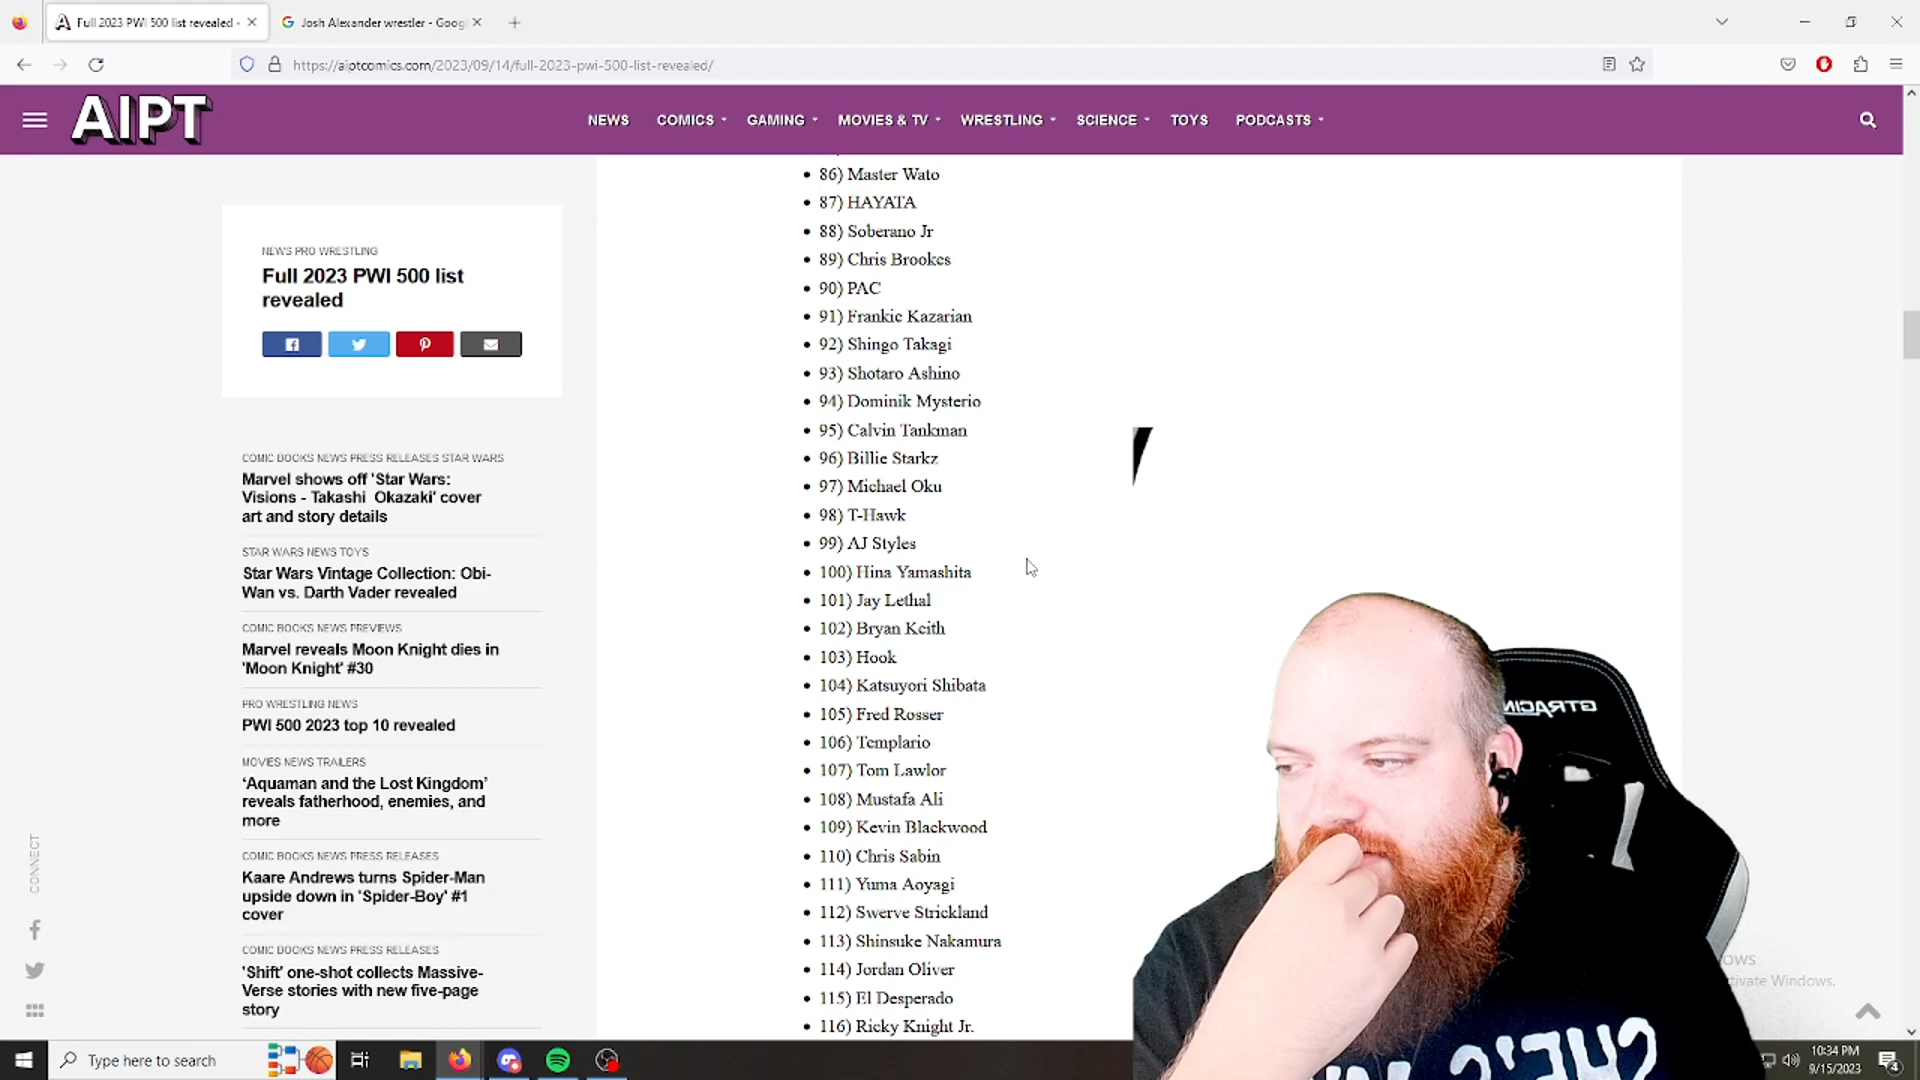 Full 2023 PWI 500 list revealed -
Josh Alexander wrestler - Goog
https://aiptcomics.com/2023/09/14/full-2023-pwi-500-list-revealed/
AIPT
NEWS COMICS GAMING MOVIES & TV WRESTLING SCIENCE TOYS PODCASTS
NEWS PRO WRESTLING
Full 2023 PWI 500 list
revealed
COMIC BOOKS NEWS PRESS RELEASES STAR WARS
Marvel shows off 'Star Wars:
Visions - Takashi Okazaki' cover
art and story details
STAR WARS NEWS TOYS
Star Wars Vintage Collection: Obi-
Wan vs. Darth Vader revealed
COMIC BOOKS NEWS PREVIEWS
Marvel reveals Moon Knight dies in
'Moon Knight' #30
PRO WRESTLING NEWS
PWI 500 2023 top 10 revealed
MOVIES NEWS TRAILERS
‘Aquaman and the Lost Kingdom’
reveals fatherhood, enemies, and
more
COMIC BOOKS NEWS PRESS RELEASES
Kaare Andrews turns Spider-Man
upside down in 'Spider-Boy' #1
cover
COMIC BOOKS NEWS PRESS RELEASES
'Shift' one-shot collects Massive-
Verse stories with new five-page
story
CONNECT
86) Master Wato
87) HAYATA
88) Soberano Jr
89) Chris Brookes
90) PAC
91) Frankie Kazarian
92) Shingo Takagi
93) Shotaro Ashino
94) Dominik Mysterio
95) Calvin Tankman
96) Billie Starkz
97) Michael Oku
98) T-Hawk
99) AJ Styles
100) Hina Yamashita
101) Jay Lethal
102) Bryan Keith
103) Hook
104) Katsuyori Shibata
105) Fred Rosser
106) Templario
107) Tom Lawlor
108) Mustafa Ali
109) Kevin Blackwood
110) Chris Sabin
111) Yuma Aoyagi
112) Swerve Strickland
113) Shinsuke Nakamura
114) Jordan Oliver
115) El Desperado
116) Ricky Knight Jr.
GTRACING
Windows.
Type here to search
10:34 PM
9/15/2023
4